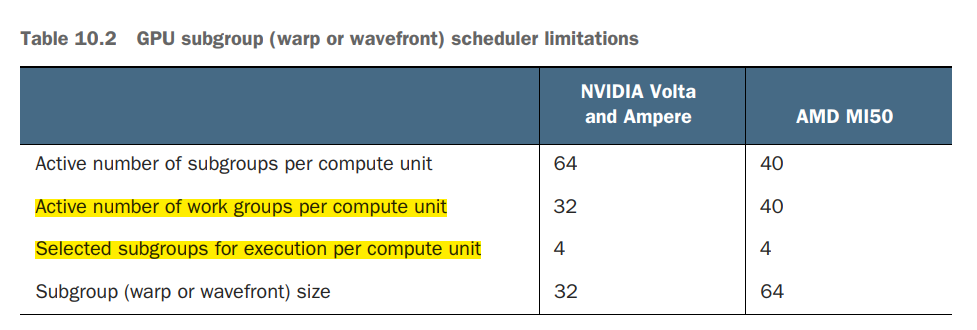 Table 10.2 GPU subgroup (warp or wavefront) scheduler limitations
NVIDIA Volta
and Ampere
AMD MI50
Active number of subgroups per compute unit 64 40
Active number of work groups per compute unit 32 40
Selected subgroups for execution per compute unit 4 4
Subgroup (warp or wavefront) size 32 64